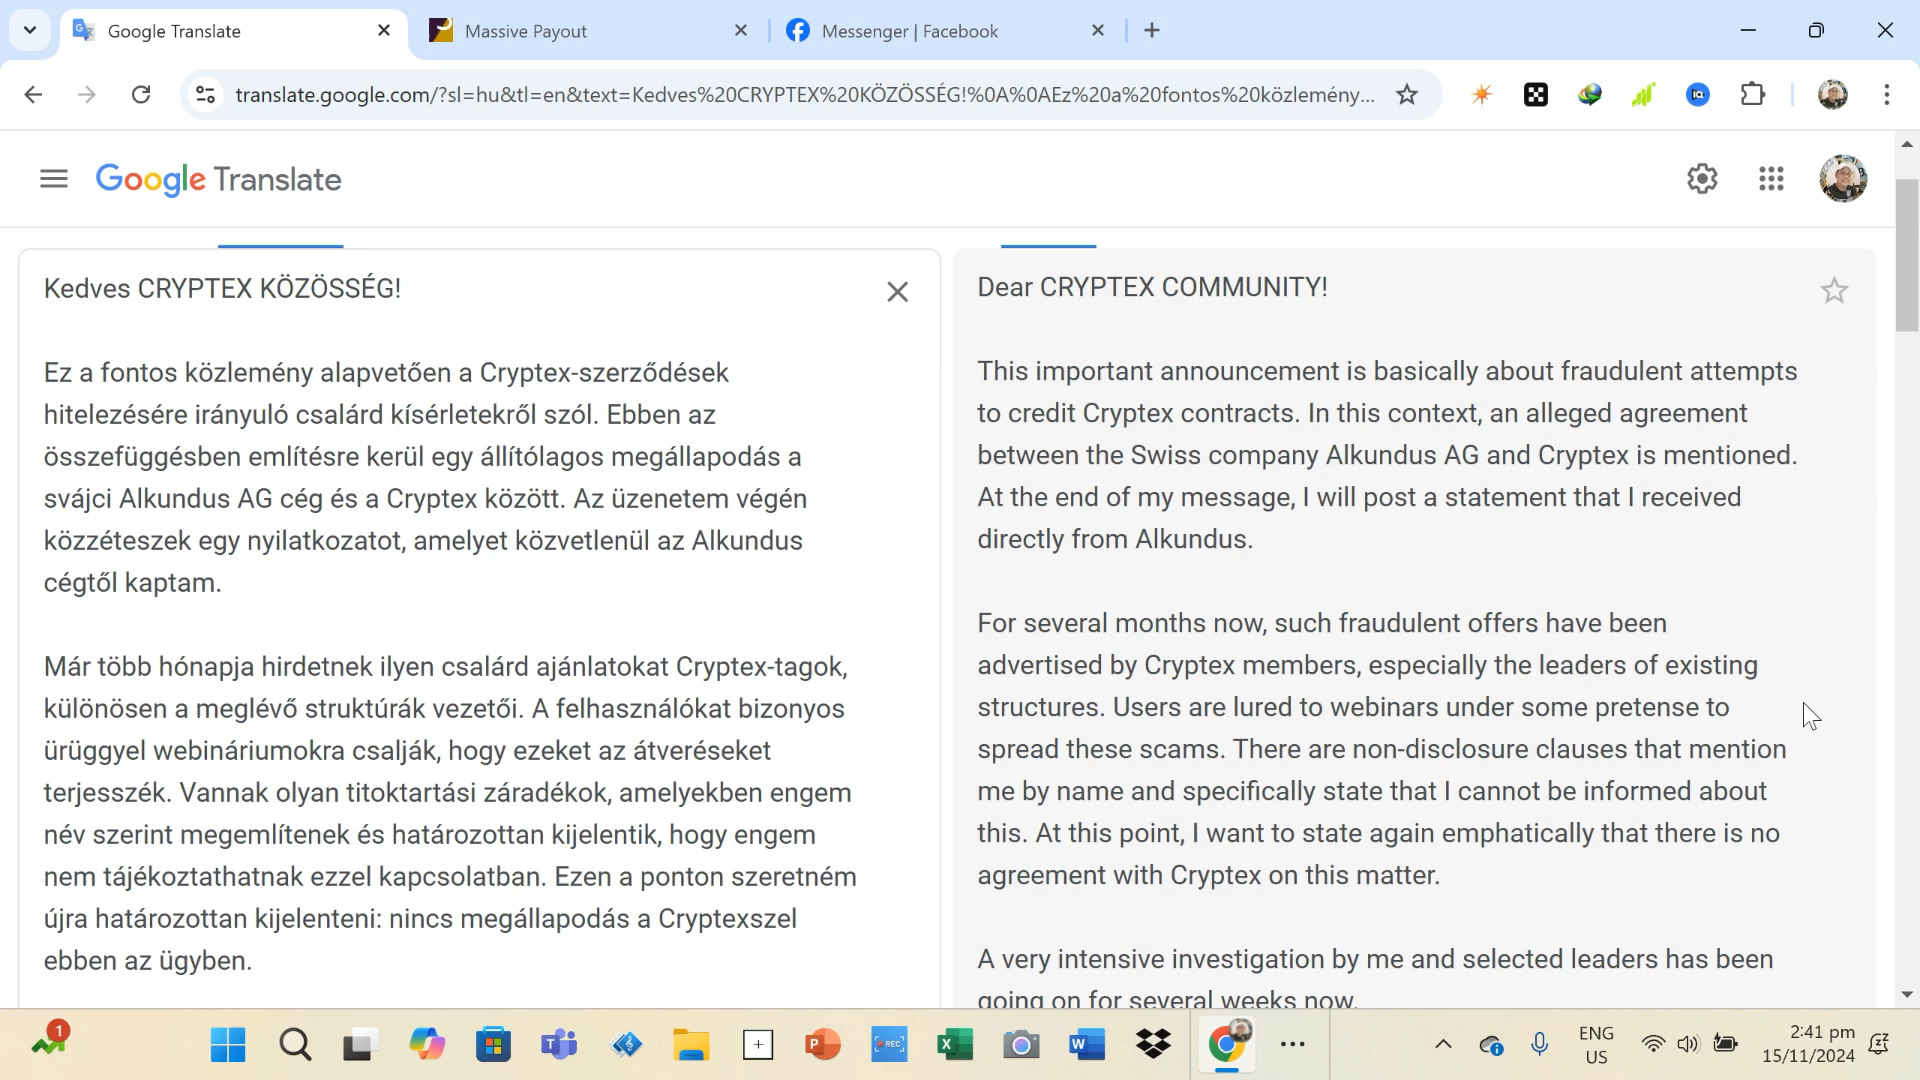 Google Translate
Massive Payout
Messenger | Facebook
translate.google.com/?sl=hu&tl=en&text=Kedves%20CRYPTEX%20KÖZÖSSÉG!%0A%0AEz%20a%20fontos%20közlemény...
Google Translate
Kedves CRYPTEX KÖZÖSSÉG!
Ez a fontos közlemény alapvetően a Cryptex-szerződések
hitelezésére irányuló csalárd kísérletekről szól. Ebben az
összefüggésben említésre kerül egy állítólagos megállapodás a
svájci Alkundus AG cég és a Cryptex között. Az üzenetem végén
közzéteszek egy nyilatkozatot, amelyet közvetlenül az Alkundus
cégtől kaptam.
Már több hónapja hirdetnek ilyen csalárd ajánlatokat Cryptex-tagok,
különösen a meglévő struktúrák vezetői. A felhasználókat bizonyos
ürüggyel webináriumokra csalják, hogy ezeket az átveréseket
terjesszék. Vannak olyan titoktartási záradékok, amelyekben engem
név szerint megemlítenek és határozottan kijelentik, hogy engem
nem tájékoztathatnak ezzel kapcsolatban. Ezen a ponton szeretném
újra határozottan kijelenteni: nincs megállapodás a Cryptexszel
ebben az ügyben.
Dear CRYPTEX COMMUNITY!
This important announcement is basically about fraudulent attempts
to credit Cryptex contracts. In this context, an alleged agreement
between the Swiss company Alkundus AG and Cryptex is mentioned.
At the end of my message, I will post a statement that I received
directly from Alkundus.
For several months now, such fraudulent offers have been
advertised by Cryptex members, especially the leaders of existing
structures. Users are lured to webinars under some pretense to
spread these scams. There are non-disclosure clauses that mention
me by name and specifically state that I cannot be informed about
this. At this point, I want to state again emphatically that there is no
agreement with Cryptex on this matter.
A very intensive investigation by me and selected leaders has been
going on for several weeks now.
1
REC
ENG
US
2:41 pm
15/11/2024